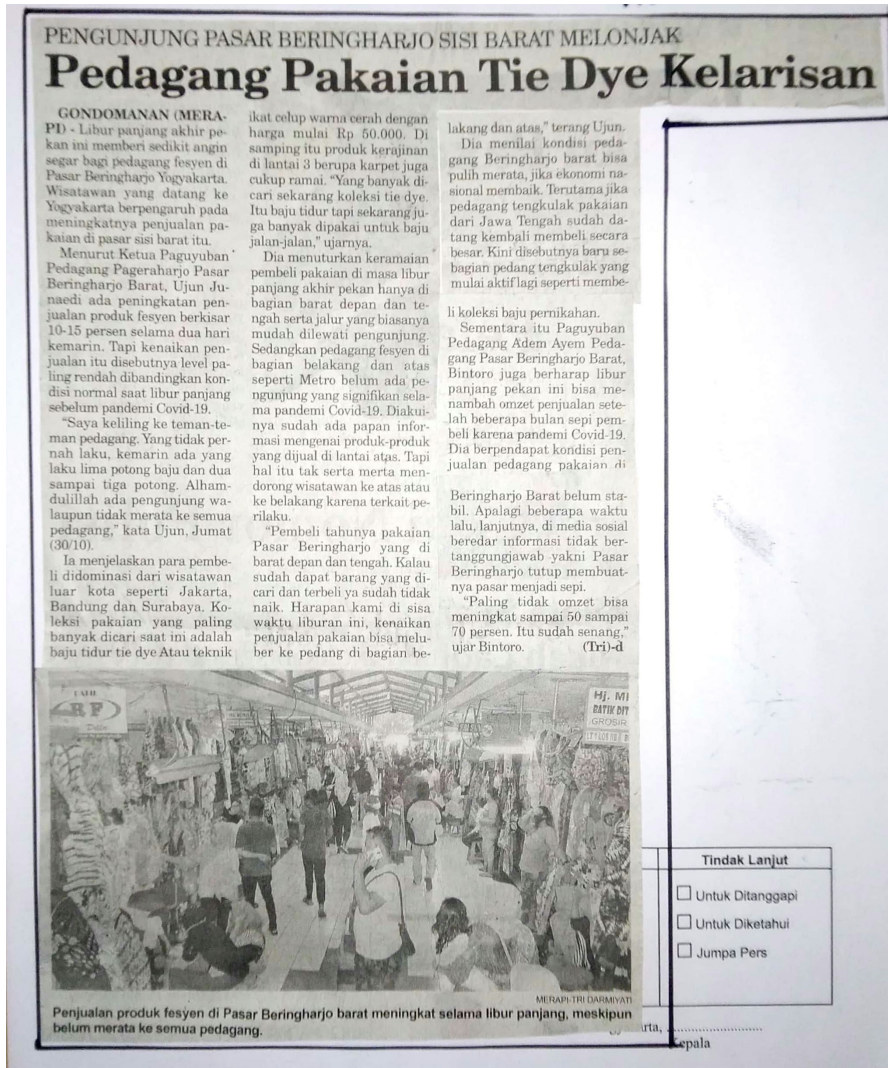 PENGUNJUNG PASAR BERINGHARJO SISI BARAT MELONJAK
Pedagang Pakaian Tie Dye Kelarisan
GONDOMANAN (MERA-
PI) - Libur panjang akhir pe-
kan ini memberi sedikit angin
segar bagi pedagang fesyen di
Pasar Beringharjo Yogyakarta.
Wisatawan yang datang ke
Yogyakarta berpengaruh pada
meningkatnya penjualan pa-
kaian di pasar sisi barat itu.
Menurut Ketua Paguyuban
Pedagang Pageraharjo Pasar
Beringharjo Barat, Ujun Ju-
naedi ada peningkatan pen-
jualan produk fesyen berkisar
10-15 persen selama dua hari
kemarin. Tapi kenaikan pen-
jualan itu disebutnya level pa-
ling rendah dibandingkan kon-
disi normal saat libur panjang
sebelum pandemi Covid-19.
"Saya keliling ke teman-te-
man pedagang. Yang tidak per-
nah laku, kemarin ada yang
laku lima potong baju dan dua
sampai tiga potong. Alham-
dulillah ada pengunjung wa-
laupun tidak merata ke semua
pedagang," kata Ujun, Jumat
(30/10).
Ia menjelaskan para pembe-
li didominasi dari wisatawan
luar kota seperti Jakarta,
Bandung dan Surabaya. Ko-
leksi pakaian yang paling
banyak dicari saat ini adalah
baju tidur tie dye Atau teknik
ikat celup warna cerah dengan
harga mulai Rp 50.000. Di
samping itu produk kerajinan
di lantai 3 berupa karpet juga
cukup ramai. "Yang banyak di-
cari sekarang koleksi tie dye.
Itu baju tidur tapi sekarang ju-
ga banyak dipakai untuk baju
jalan-jalan," ujarnya.
Dia menuturkan keramaian
pembeli pakaian di masa libur
panjang akhir pekan hanya di
bagian barat depan dan te-
ngah serta jalur yang biasanya
mudah dilewati pengunjung.
Sedangkan pedagang fesyen di
bagian belakang dan atas
seperti Metro belum ada pe-
ngunjung yang signifikan sela-
ma pandemi Covid-19. Diakui-
nya sudah ada papan infor-
masi mengenai produk-produk
yang dijual di lantai atas. Tapi
hal itu tak serta merta men-
dorong wisatawan ke atas atau
ke belakang karena terkait pe-
rilaku.
"Pembeli tahunya pakaian
Pasar Beringharjo yang di
barat depan dan tengah. Kalau
sudah dapat barang yang di-
cari dan terbeli ya sudah tidak
naik. Harapan kami di sisa
waktu liburan ini, kenaikan
penjualan pakaian bisa melu-
ber ke pedang di bagian be-
lakang dan atas," terang Ujun.
Dia menilai kondisi peda-
gang Beringharjo barat bisa
pulih merata, jika ekonomi na-
sional membaik. Terutama jika
pedagang tengkulak pakaian
dari Jawa Tengah sudah da-
tang kembali membeli secara
besar. Kini disebutnya baru se-
bagian pedang tengkulak yang
mulai aktif lagi seperti membe-
li koleksi baju pernikahan.
Sementara itu Paguyuban
Pedagang Adem Ayem Peda-
gang Pasar Beringharjo Barat,
Bintoro juga berharap libur
panjang pekan ini bisa me-
nambah omzet penjualan sete-
lah beberapa bulan sepi pem-
beli karena pandemi Covid-19.
Dia berpendapat kondisi pen-
jualan pedagang pakaian di
Beringharjo Barat belum sta-
bil. Apalagi beberapa waktu
lalu, lanjutnya, di media sosial
beredar informasi tidak ber-
tanggungjawab yakni Pasar
Beringharjo tutup membuat-
nya pasar menjadi sepi.
"Paling tidak omzet bisa
meningkat sampai 50 sampai
70 persen. Itu sudah senang,"
ujar Bintoro. (Tri)-d
RF
Hj. MI
BATIK DIT
GROSIR
MERAPI-TRI DARMIYATI
Penjualan produk fesyen di Pasar Beringharjo barat meningkat selama libur panjang, meskipun
belum merata ke semua pedagang.
Tindak Lanjut
Untuk Ditanggapi
Untuk Diketahui
Jumpa Pers
rta, ..........................
Kepala